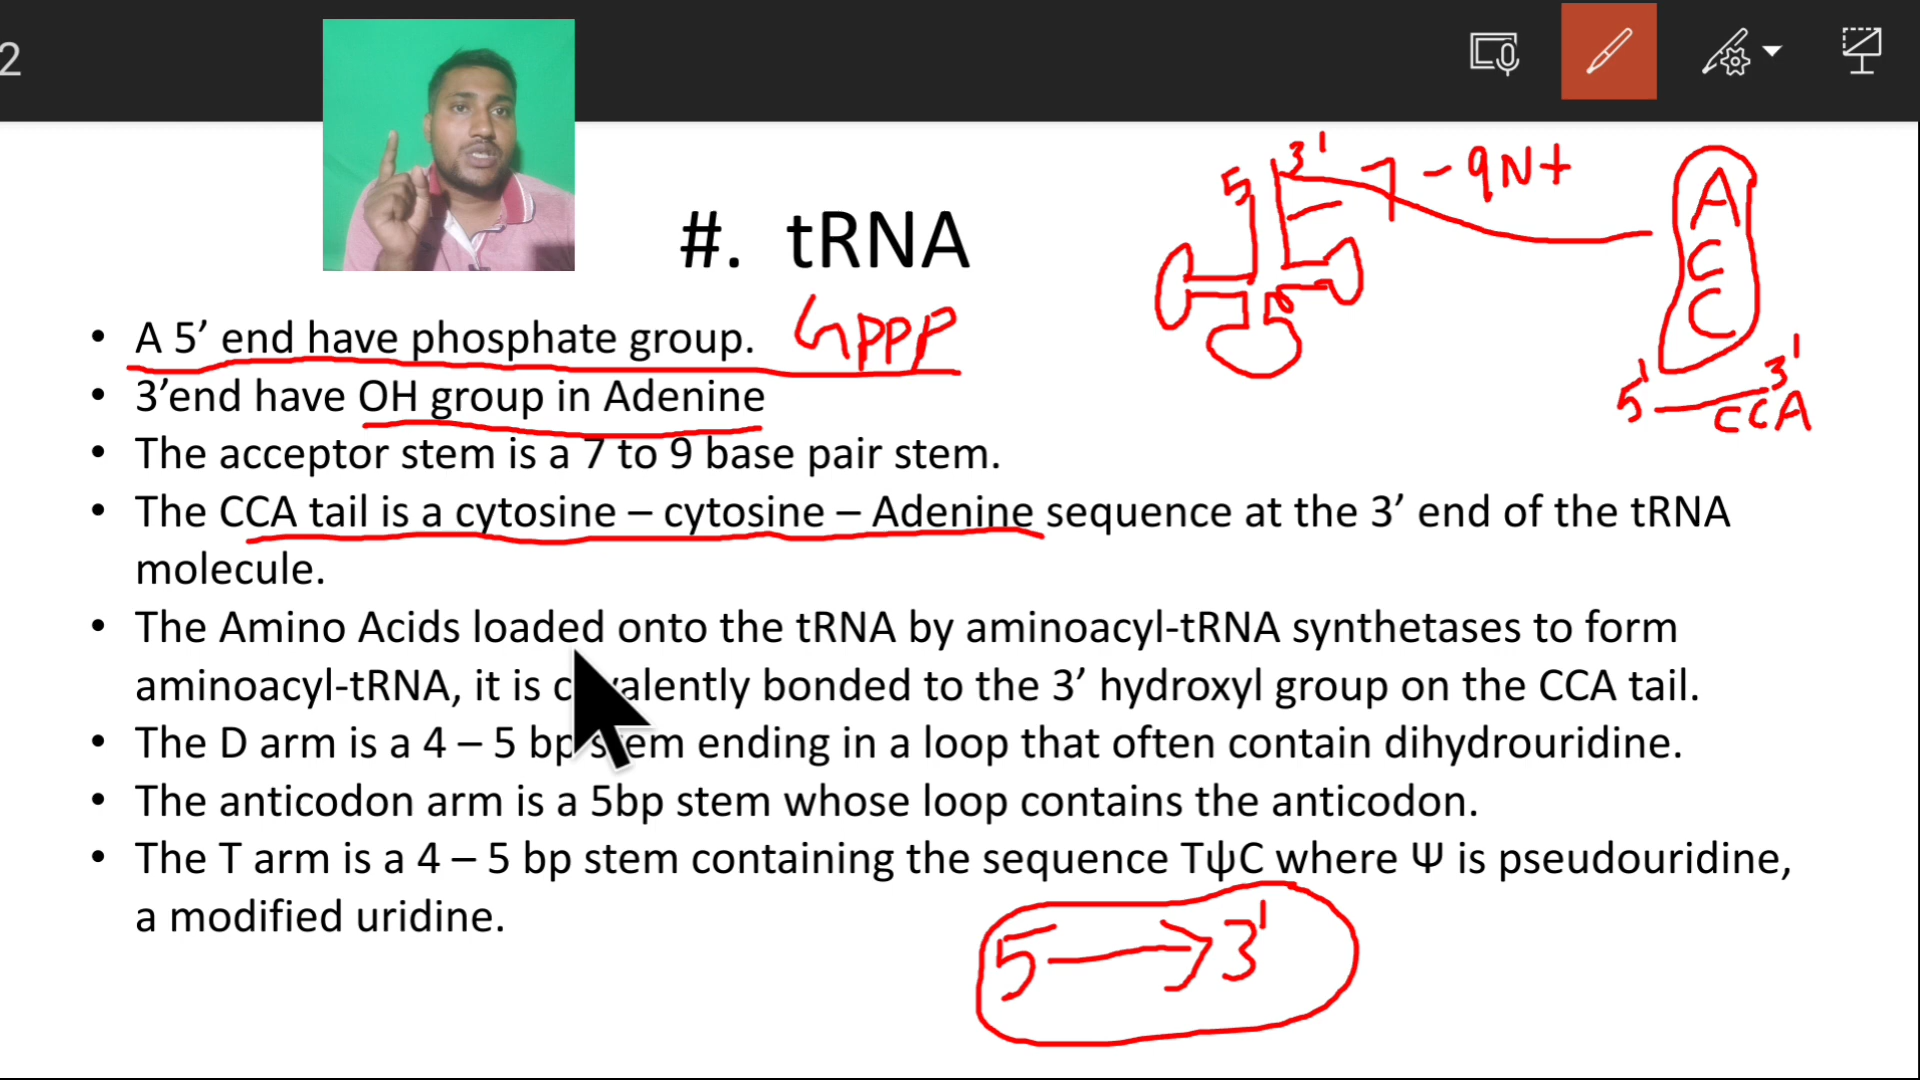 2
5 3' 7-9Nt
A
C
C
#. tRNA
• A 5’ end have phosphate group. GPPP
5' 3'
CCA
• 3’end have OH group in Adenine
• The acceptor stem is a 7 to 9 base pair stem.
• The CCA tail is a cytosine – cytosine – Adenine sequence at the 3’ end of the tRNA
molecule.
• The Amino Acids loaded onto the tRNA by aminoacyl-tRNA synthetases to form
aminoacyl-tRNA, it is covalently bonded to the 3’ hydroxyl group on the CCA tail.
• The D arm is a 4 – 5 bp stem ending in a loop that often contain dihydrouridine.
• The anticodon arm is a 5bp stem whose loop contains the anticodon.
• The T arm is a 4 – 5 bp stem containing the sequence TψC where Ψ is pseudouridine,
a modified uridine.
5 → 3'